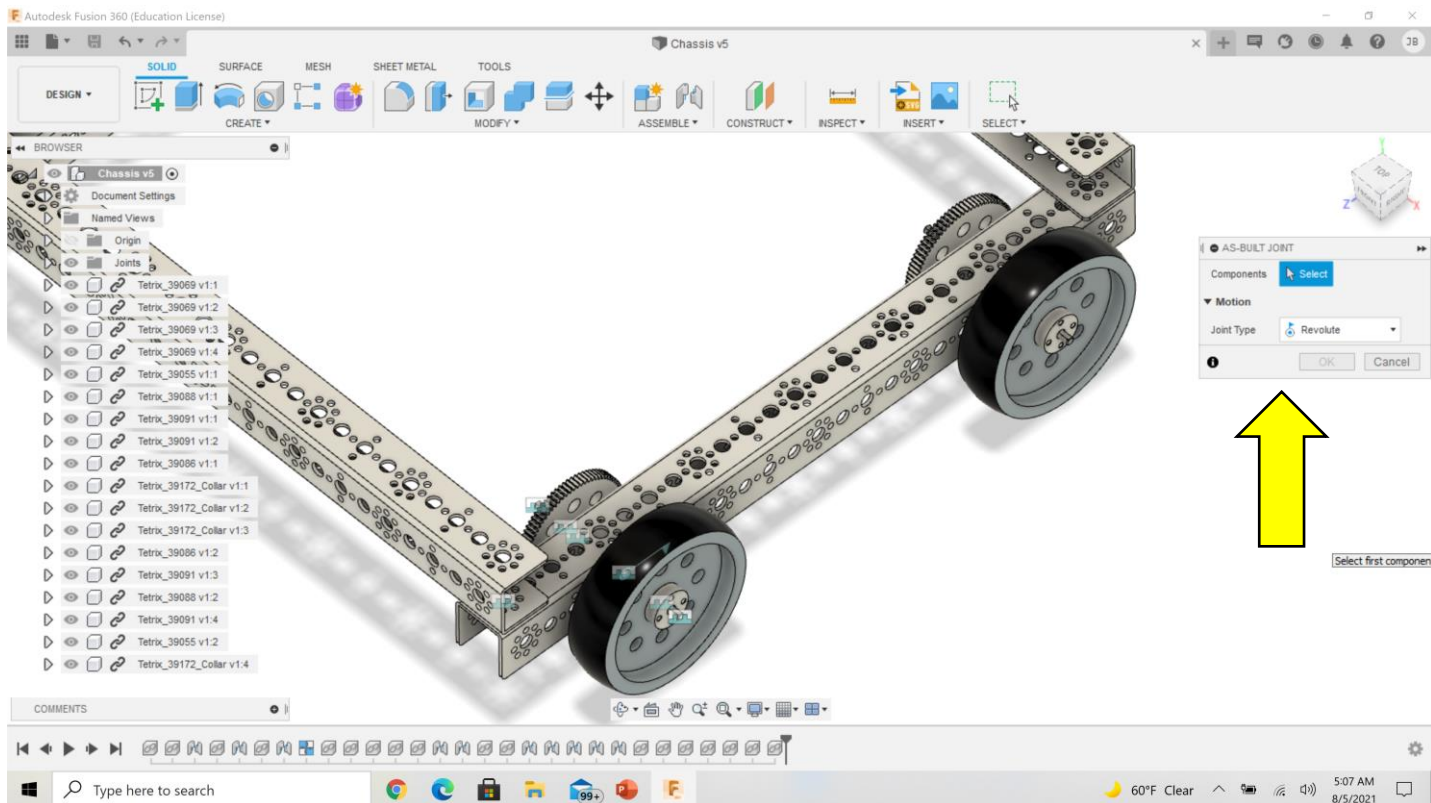 Autodesk Fusion 360 (Education License)
Chassis v5
JB
SOLID SURFACE MESH SHEET METAL TOOLS
DESIGN
CREATE MODIFY ASSEMBLE CONSTRUCT INSPECT INSERT SELECT
BROWSER
Chassis v5
Document Settings
Named Views
Origin
Joints
Tetrix_39069 v1:1
Tetrix_39069 v1:2
Tetrix_39069 v1:3
Tetrix_39069 v1:4
Tetrix_39055 v1:1
Tetrix_39088 v1:1
Tetrix_39091 v1:1
Tetrix_39091 v1:2
Tetrix_39086 v1:1
Tetrix_39172_Collar v1:1
Tetrix_39172_Collar v1:2
Tetrix_39172_Collar v1:3
Tetrix_39086 v1:2
Tetrix_39091 v1:3
Tetrix_39088 v1:2
Tetrix_39091 v1:4
Tetrix_39055 v1:2
Tetrix_39172_Collar v1:4
Y
TOP
Z
X
AS-BUILT JOINT
Components Select
Motion
Joint Type Revolute
OK Cancel
Select first componen
COMMENTS
Type here to search
99+
60°F Clear
5:07 AM
8/5/2021